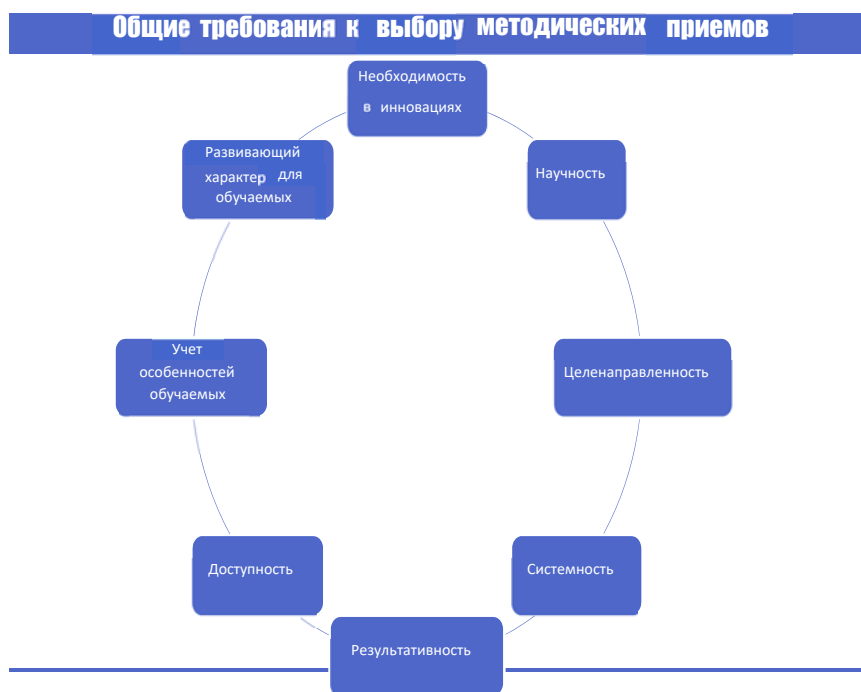 Общие требования к выбору методических приемов
Необходимость
в инновациях
Научность
Целенаправленность
Системность
Результативность
Доступность
Учет
особенностей
обучаемых
Развивающий
характер для
обучаемых